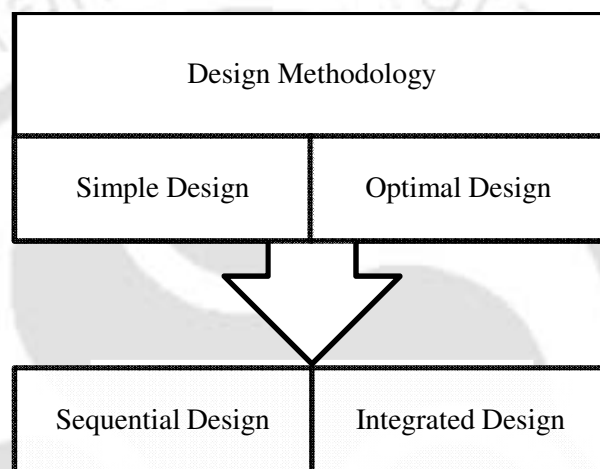 Design Methodology
Simple Design
Optimal Design
Sequential Design
Integrated Design